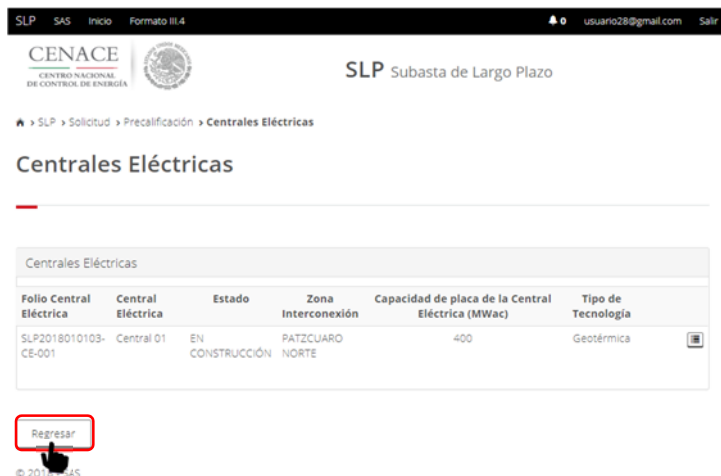 SLP SAS Inicio Formato III.4 0 usuario28@gmail.com Salir
CENACE
CENTRO NACIONAL
DE CONTROL DE ENERGÍA
SLP Subasta de Largo Plazo
> SLP > Solicitud > Precalificación > Centrales Eléctricas
Centrales Eléctricas
Centrales Eléctricas
Folio Central Central Estado Zona Capacidad de placa de la Central Tipo de
Eléctrica Eléctrica Interconexión Eléctrica (MWac) Tecnología
SLP2018010103- Central 01 EN PATZCUARO 400 Geotérmica
CE-001 CONSTRUCCIÓN NORTE
Regresar
© 2018 SAS